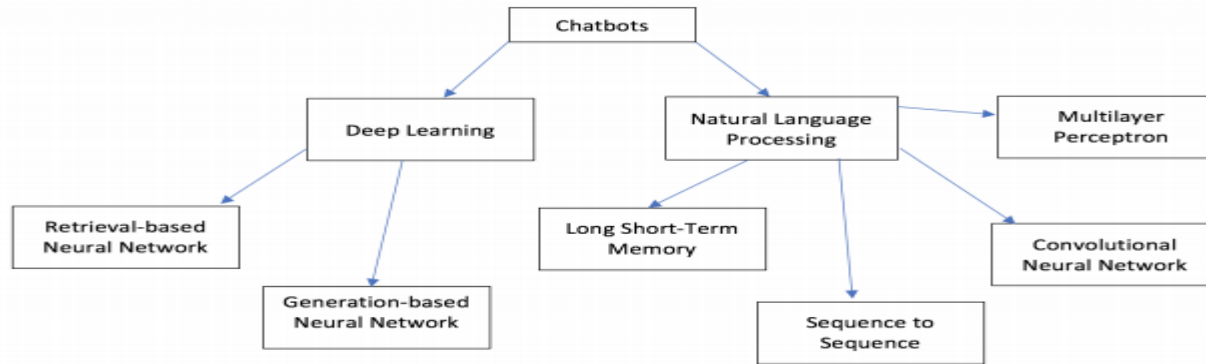 Chatbots
Deep Learning
Natural Language
Processing
Multilayer
Perceptron
Retrieval-based
Neural Network
Long Short-Term
Memory
Convolutional
Neural Network
Generation-based
Neural Network
Sequence to
Sequence